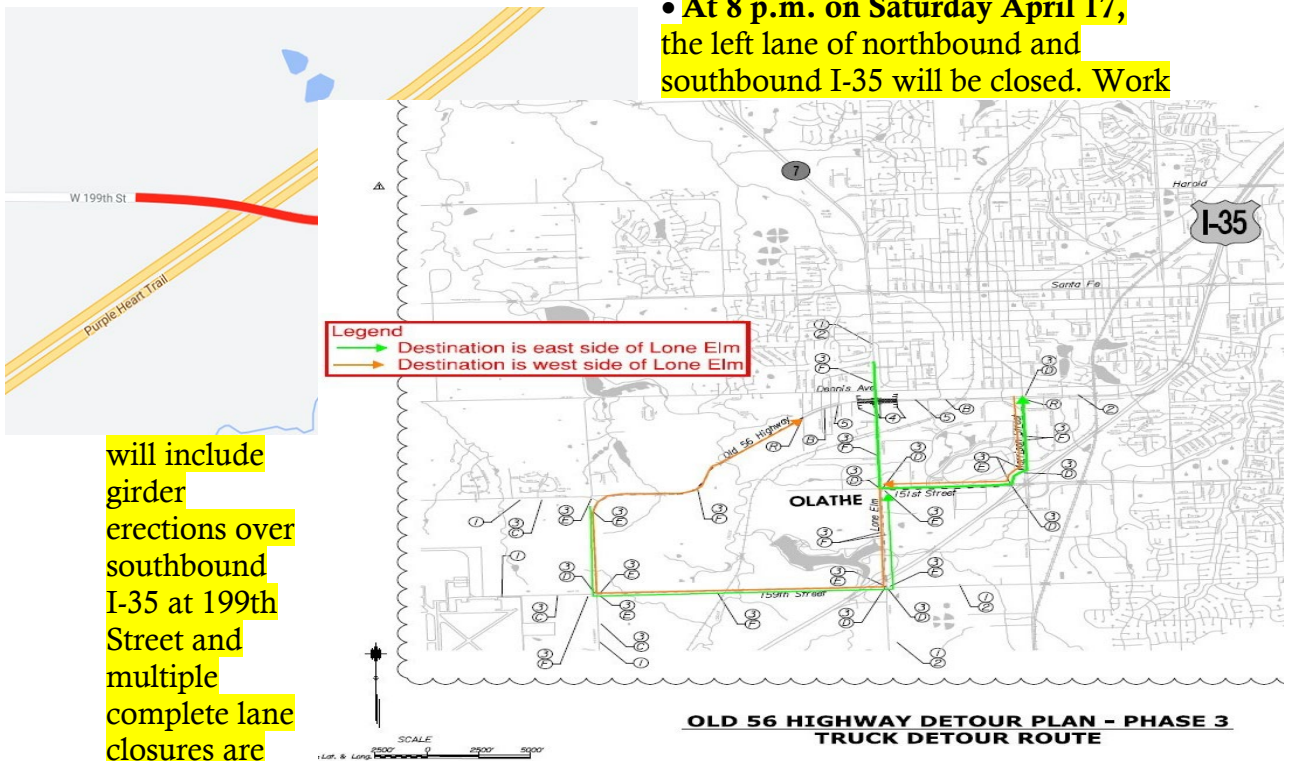 • At 8 p.m. on Saturday April 17,
the left lane of northbound and
southbound I-35 will be closed. Work
W 199th St
Purple Heart Trail
will include
girder
erections over
southbound
I-35 at 199th
Street and
multiple
complete lane
closures are
7
Harold
I-35
Santa Fe
Legend
Destination is east side of Lone Elm
Destination is west side of Lone Elm
Dennis Ave
Old 56 Highway
OLATHE
151st Street
Lone Elm
159th Street
OLD 56 HIGHWAY DETOUR PLAN - PHASE 3
TRUCK DETOUR ROUTE
SCALE
2500' 0 2500' 5000'